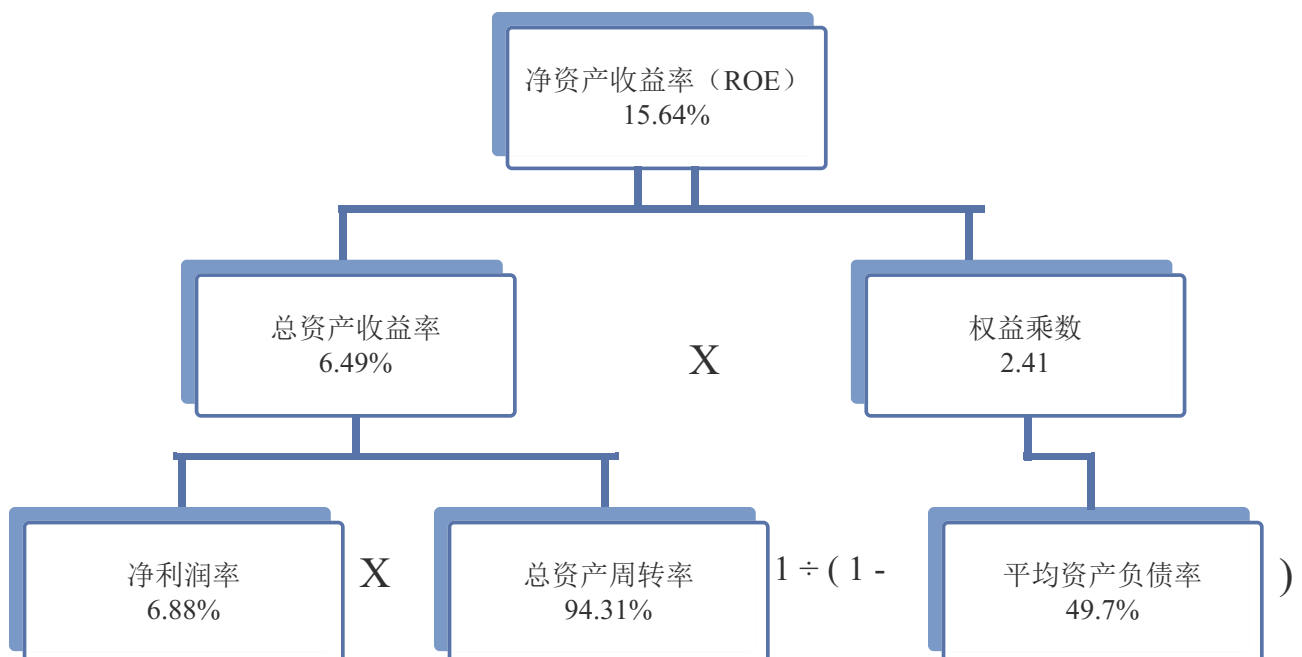 净资产收益率（ROE）
15.64%
总资产收益率
6.49%
X
权益乘数
2.41
净利润率
6.88%
X
总资产周转率
94.31%
1 ÷ ( 1 -
平均资产负债率
49.7%
)